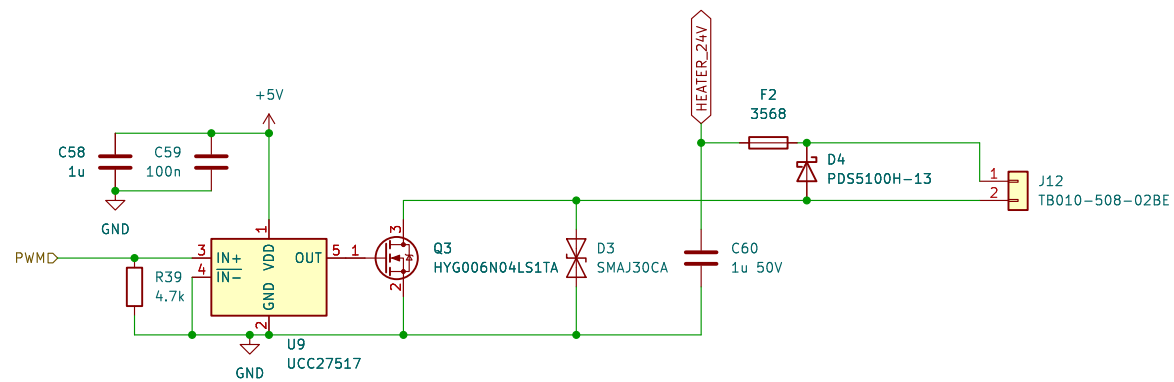 HEATER_24V
F2
3568
+5V
C58
1u
C59
100n
D4
PDS5100H-13
1
2
J12
TB010-508-02BE
GND
1
3
Q3
HYG006N04LS1TA
D3
SMAJ30CA
C60
1u 50V
PWM
3
IN+
VDD
OUT
5
1
4
IN-
2
R39
4.7k
GND
2
U9
UCC27517
GND